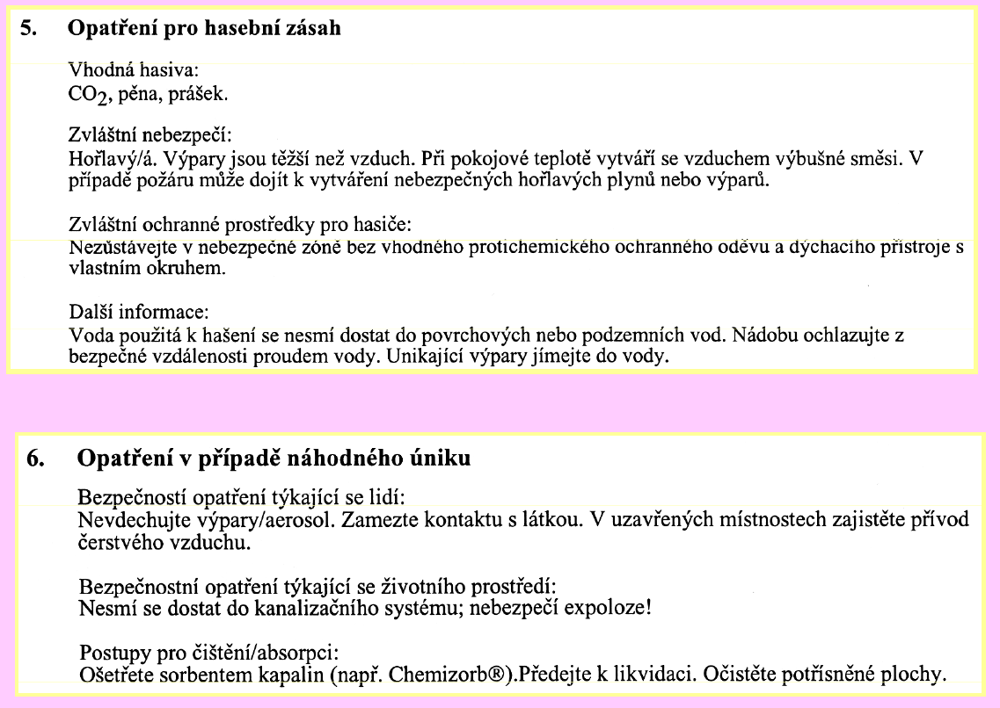 5. Opatření pro hasební zásah
Vhodná hasiva:
CO2, pěna, prášek.
Zvláštní nebezpečí:
Hořlavý/á. Výpary jsou těžší než vzduch. Při pokojové teplotě vytváří se vzduchem výbušné směsi. V
případě požáru může dojít k vytváření nebezpečných hořlavých plynů nebo výparů.
Zvláštní ochranné prostředky pro hasiče:
Nezůstávejte v nebezpečné zóně bez vhodného protichemického ochranného oděvu a dýchacího přístroje s
vlastním okruhem.
Další informace:
Voda použitá k hašení se nesmí dostat do povrchových nebo podzemních vod. Nádobu ochlazujte z
bezpečné vzdálenosti proudem vody. Unikající výpary jímejte do vody.
6. Opatření v případě náhodného úniku
Bezpečností opatření týkající se lidí:
Nevdechujte výpary/aerosol. Zamezte kontaktu s látkou. V uzavřených místnostech zajistěte přívod
čerstvého vzduchu.
Bezpečnostní opatření týkající se životního prostředí:
Nesmí se dostat do kanalizačního systému; nebezpečí expoloze!
Postupy pro čištění/absorpci:
Ošetřete sorbentem kapalin (např. Chemizorb®).Předejte k likvidaci. Očistěte potřísněné plochy.